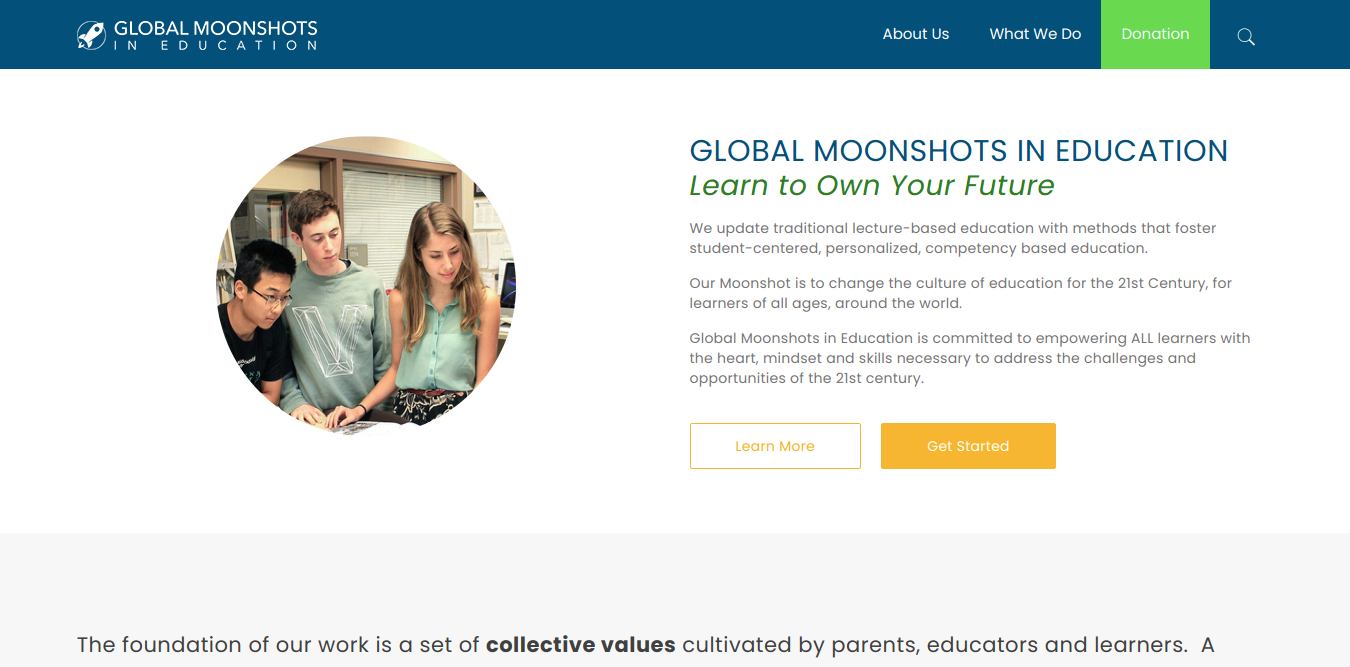 GLOBAL MOONSHOTS
IN EDUCATION
About Us
What We Do
Donation
GLOBAL MOONSHOTS IN EDUCATION
Learn to Own Your Future
We update traditional lecture-based education with methods that foster
student-centered, personalized, competency based education.
Our Moonshot is to change the culture of education for the 21st Century, for
learners of all ages, around the world.
Global Moonshots in Education is committed to empowering ALL learners with
the heart, mindset and skills necessary to address the challenges and
opportunities of the 21st century.
Learn More
Get Started
The foundation of our work is a set of collective values cultivated by parents, educators and learners. A